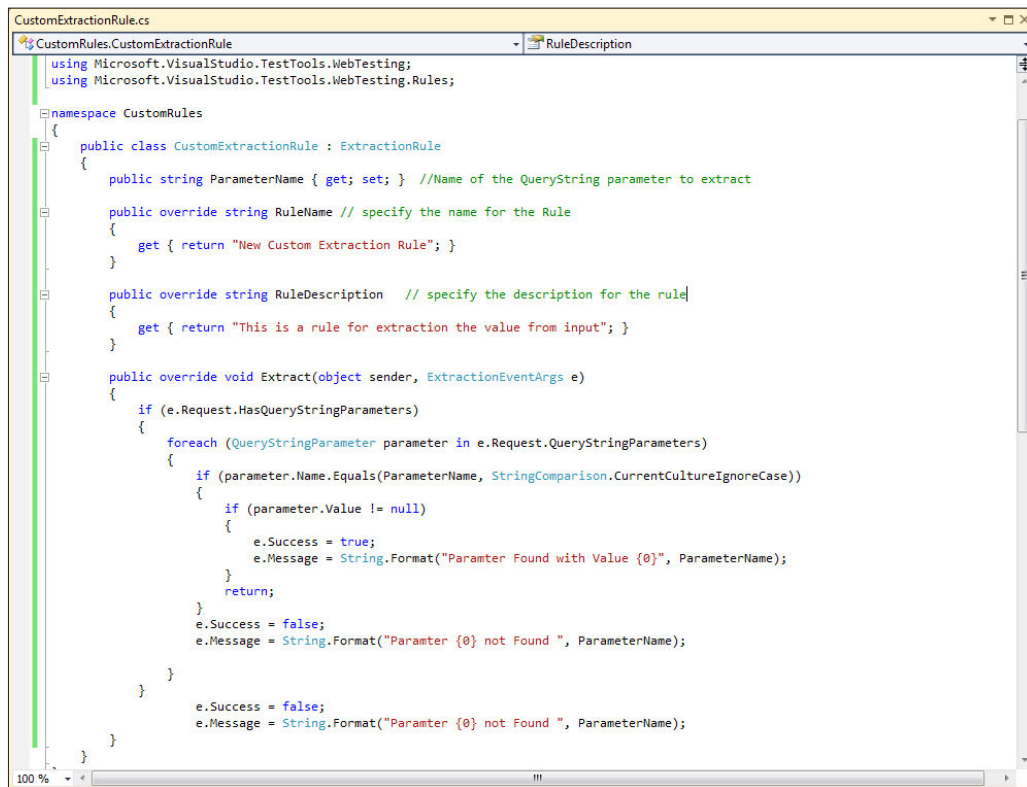 CustomExtractionRule.cs
CustomRules.CustomExtractionRule RuleDescription
using Microsoft.VisualStudio.TestTools.WebTesting;
using Microsoft.VisualStudio.TestTools.WebTesting.Rules;
namespace CustomRules
{
public class CustomExtractionRule : ExtractionRule
{
public string ParameterName { get; set; } //Name of the QueryString parameter to extract
public override string RuleName // specify the name for the Rule
{
get { return "New Custom Extraction Rule"; }
}
public override string RuleDescription // specify the description for the rule
{
get { return "This is a rule for extraction the value from input"; }
}
public override void Extract(object sender, ExtractionEventArgs e)
{
if (e.Request.HasQueryStringParameters)
{
foreach (QueryStringParameter parameter in e.Request.QueryStringParameters)
{
if (parameter.Name.Equals(ParameterName, StringComparison.CurrentCultureIgnoreCase))
{
if (parameter.Value != null)
{
e.Success = true;
e.Message = String.Format("Paramter Found with Value {0}", ParameterName);
}
return;
}
e.Success = false;
e.Message = String.Format("Paramter {0} not Found ", ParameterName);
}
}
e.Success = false;
e.Message = String.Format("Paramter {0} not Found ", ParameterName);
}
}
100 %